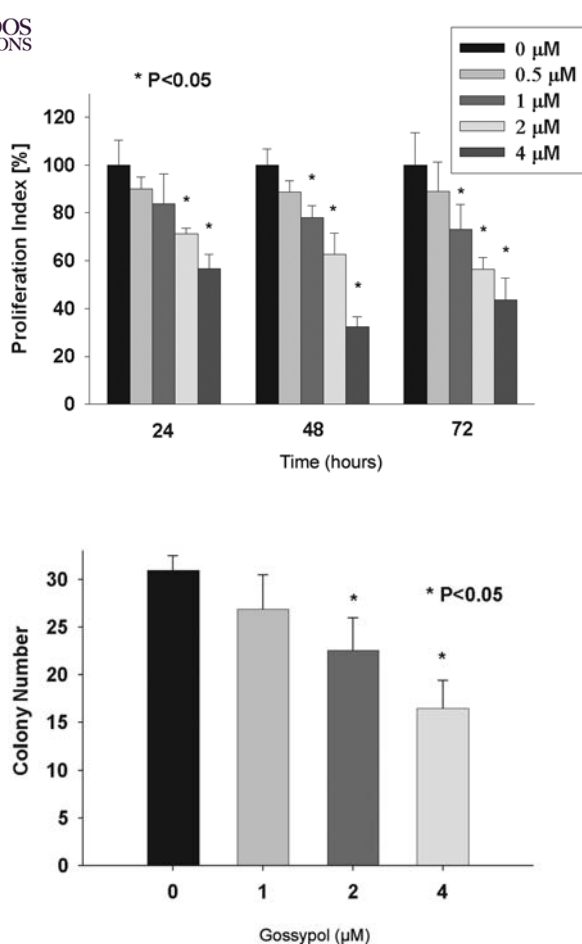 OS
ONS
0 µM
0.5 µM
1 µM
2 µM
4 µM
* P<0.05
120
100
80
60
40
20
0
Proliferation Index [%]
* * * * * * * *
24 48 72
Time (hours)
30
25
20
15
10
5
0
Colony Number
* *
* P<0.05
0 1 2 4
Gossypol (µM)